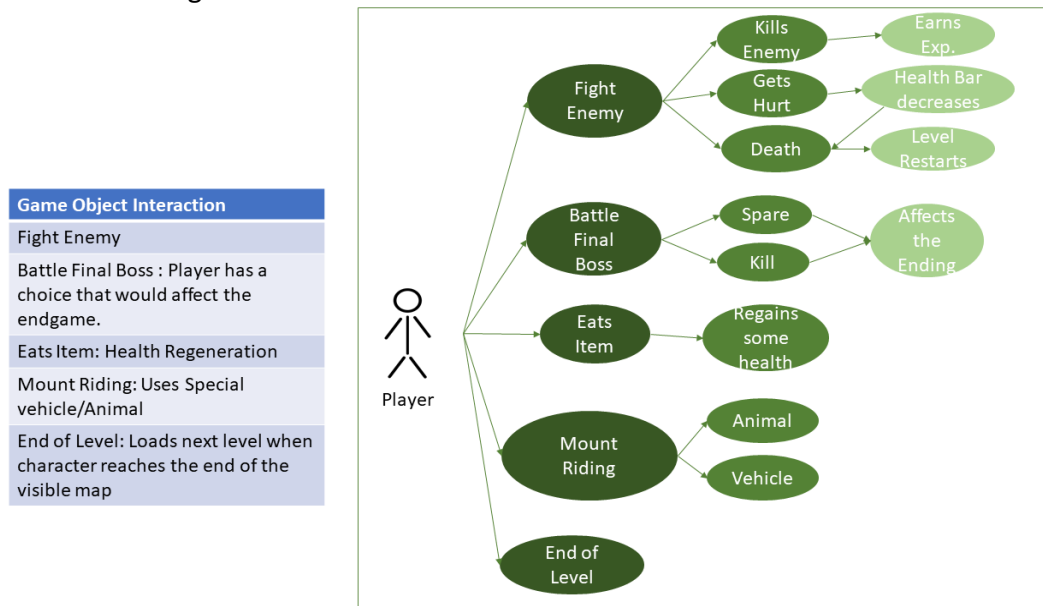 Game Object Interaction
Fight Enemy
Battle Final Boss : Player has a
choice that would affect the
endgame.
Eats Item: Health Regeneration
Mount Riding: Uses Special
vehicle/Animal
End of Level: Loads next level when
character reaches the end of the
visible map
Player
Fight
Enemy
Kills
Enemy
Earns
Exp.
Gets
Hurt
Health Bar
decreases
Death
Level
Restarts
Battle
Final
Boss
Spare
Kill
Affects
the
Ending
Eats
Item
Regains
some
health
Mount
Riding
Animal
Vehicle
End of
Level